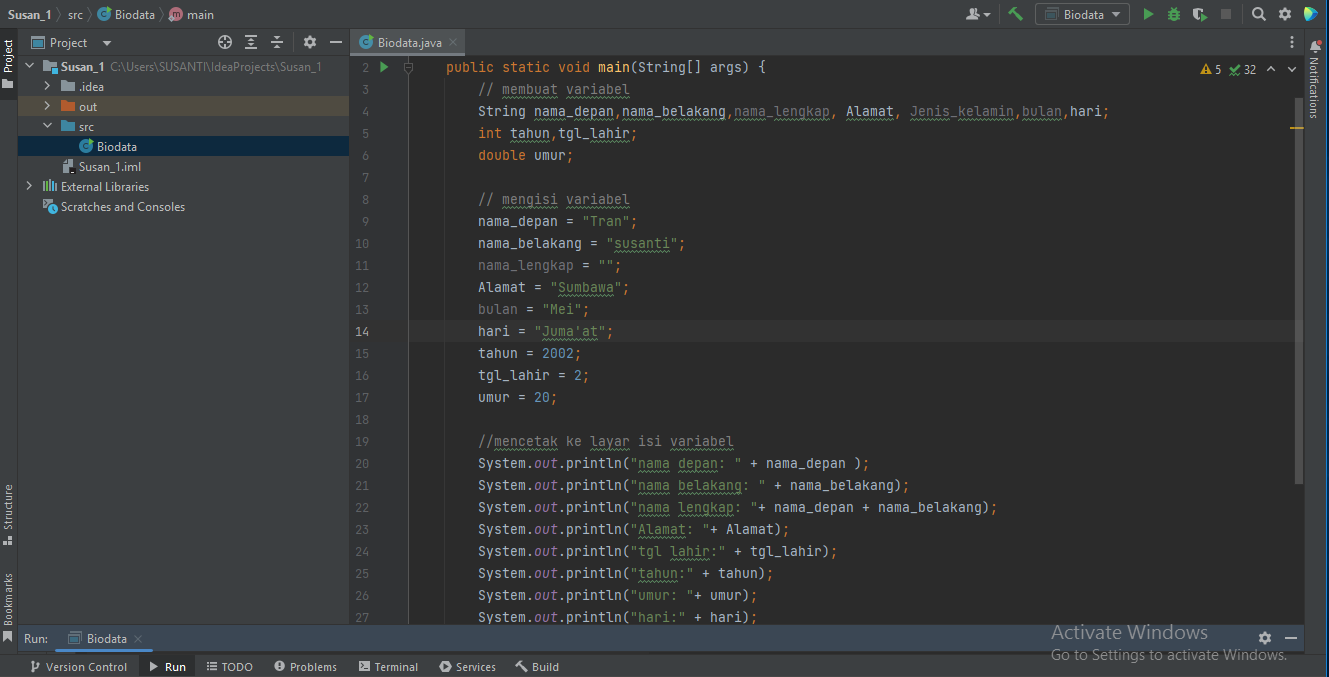 Susan_1 > src > Biodata > main
Biodata
Project
Biodata.java
Project
Notifications
Susan_1 C:\Users\SUSANTI\IdeaProjects\Susan_1
.idea
out
src
Biodata
Susan_1.iml
External Libraries
Scratches and Consoles
5 32
2 public static void main(String[] args) {
3 // membuat variabel
4 String nama_depan,nama_belakang,nama_lengkap, Alamat, Jenis_kelamin,bulan,hari;
5 int tahun,tgl_lahir;
6 double umur;
7
8 // mengisi variabel
9 nama_depan = "Tran";
10 nama_belakang = "susanti";
11 nama_lengkap = "";
12 Alamat = "Sumbawa";
13 bulan = "Mei";
14 hari = "Juma'at";
15 tahun = 2002;
16 tgl_lahir = 2;
17 umur = 20;
18
19 //mencetak ke layar isi variabel
20 System.out.println("nama depan: " + nama_depan );
21 System.out.println("nama belakang: " + nama_belakang);
22 System.out.println("nama lengkap: "+ nama_depan + nama_belakang);
23 System.out.println("Alamat: "+ Alamat);
24 System.out.println("tgl lahir:" + tgl_lahir);
25 System.out.println("tahun:" + tahun);
26 System.out.println("umur: "+ umur);
27 System.out.println("hari:" + hari);
Structure
Bookmarks
Run: Biodata
Activate Windows
Go to Settings to activate Windows.
Version Control Run TODO Problems Terminal Services Build